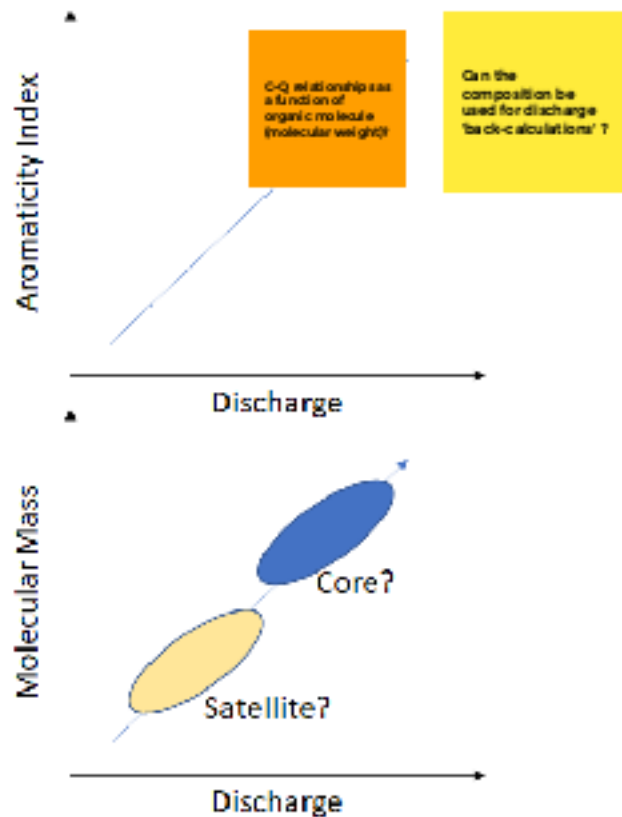 Aromaticity Index
C-Q relationships as
a function of
organic molecule
(molecular weight)?
Can the
composition be
used for discharge
'back-calculations' ?
Discharge
Molecular Mass
Core?
Satellite?
Discharge